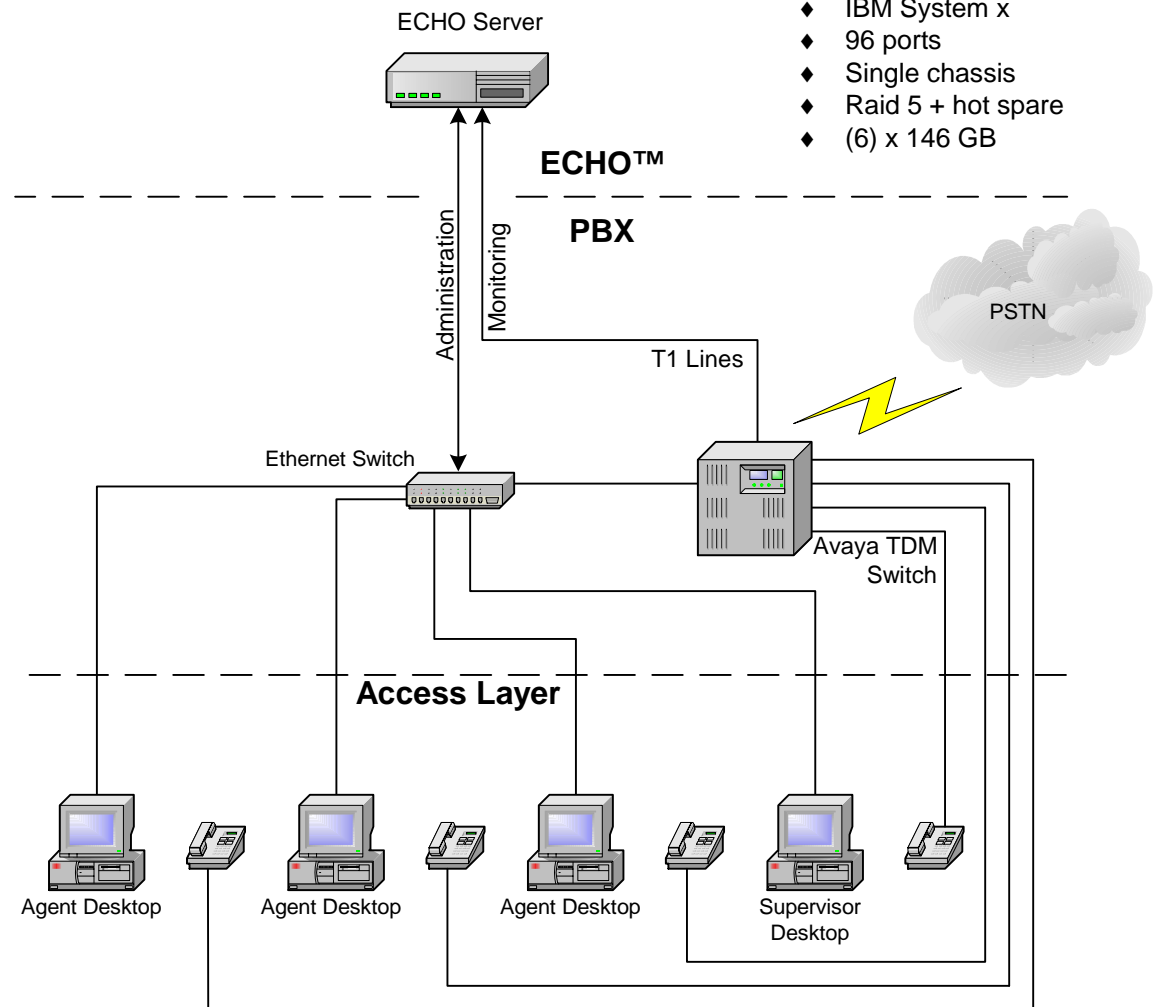 ♦ IBM System x
ECHO Server
♦ 96 ports
♦ Single chassis
♦ Raid 5 + hot spare
♦ (6) x 146 GB
ECHO™
PBX
Administration
Monitoring
PSTN
T1 Lines
Ethernet Switch
Avaya TDM
Switch
Access Layer
Agent Desktop
Agent Desktop
Agent Desktop
Supervisor
Desktop